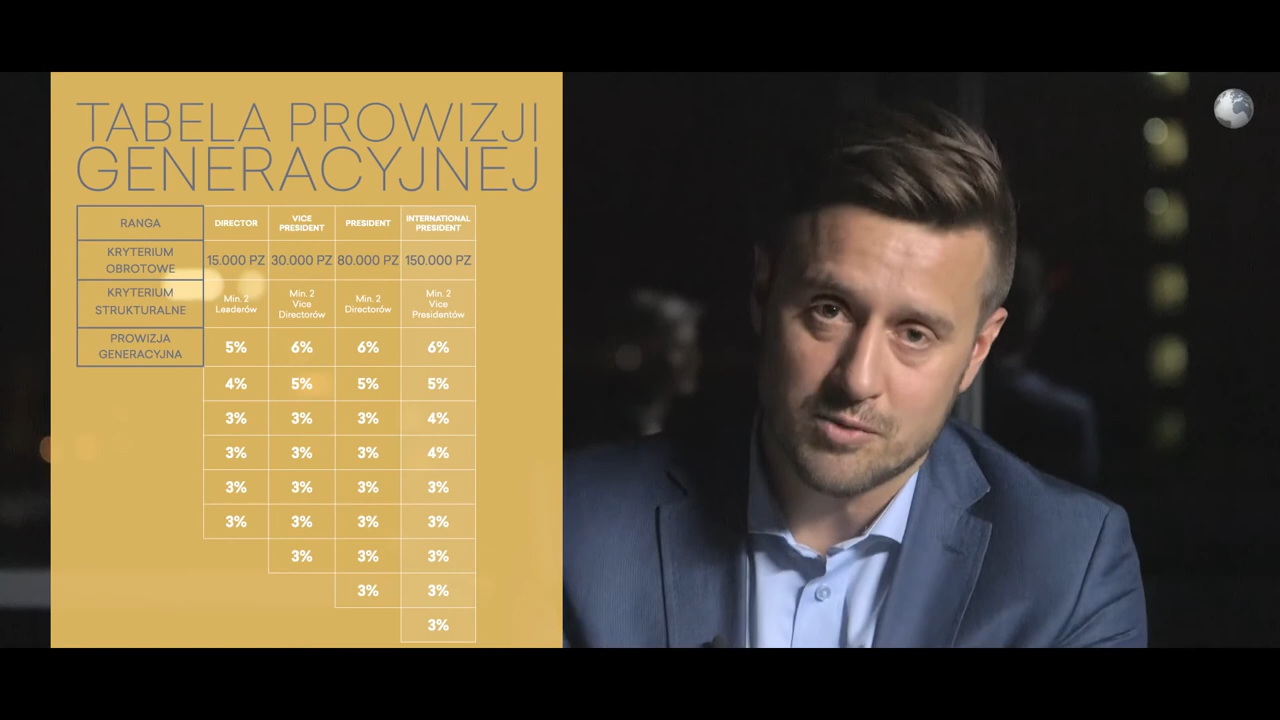 TABELA PROWIZJI
GENERACYJNEJ
RANGA
DIRECTOR
VICE
PRESIDENT
PRESIDENT
INTERNATIONAL
PRESIDENT
KRYTERIUM
OBROTOWE
15.000 PZ
30.000 PZ
80.000 PZ
150.000 PZ
KRYTERIUM
STRUKTURALNE
Min. 2
Leaderów
Min. 2
Vice
Directorów
Min. 2
Directorów
Min. 2
Vice
Presidentów
PROWIZJA
GENERACYJNA
5% 6% 6% 6%
4% 5% 5% 5%
3% 3% 3% 4%
3% 3% 3% 4%
3% 3% 3% 3%
3% 3% 3% 3%
3% 3% 3%
3% 3%
3%